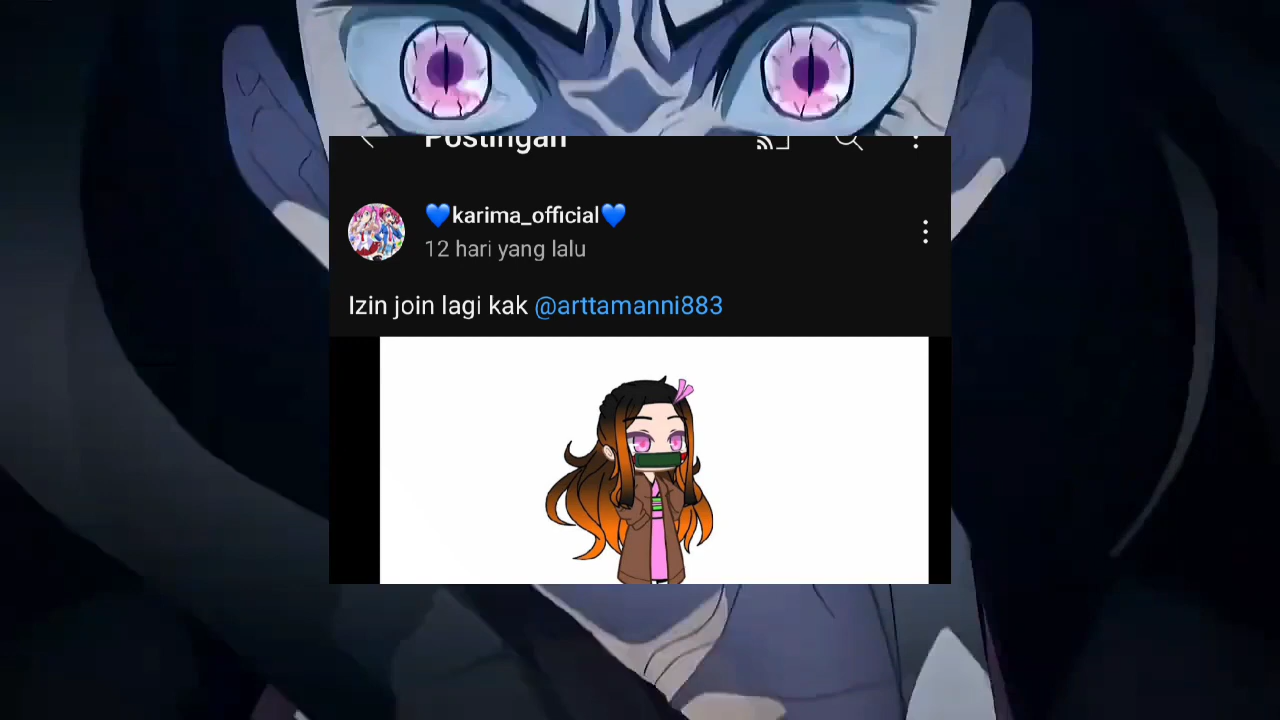 Postingan
💙karima_official💙
12 hari yang lalu
Izin join lagi kak @arttamanni883